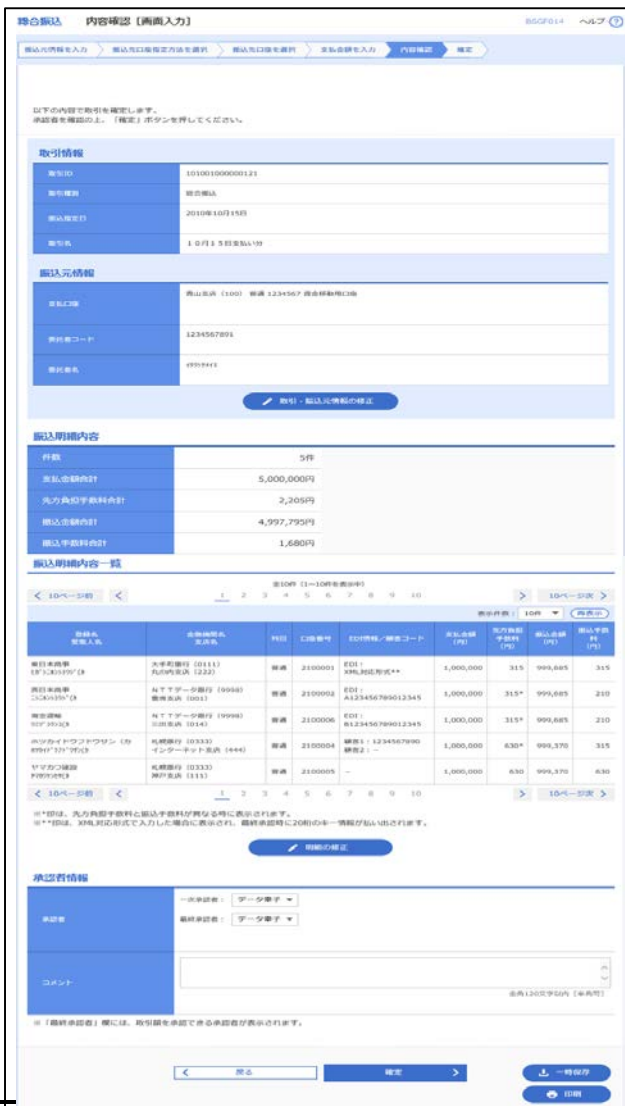 総合振込 内容確認［画面入力］ BSGF014 ヘルプ ?
振込元情報を入力 振込先口座指定方法を選択 振込先口座を選択 支払金額を入力 内容確認 確定
以下の内容で取引を確定します。
承認者を確認の上、「確定」ボタンを押してください。
取引情報
取引ID 101001000000121
取引種別 総合振込
振込指定日 2010年10月15日
取引名 10月15日支払い分
振込元情報
支払口座 青山支店（100） 普通 1234567 資金移動用口座
委託者コード 1234567891
委託者名
取引・振込元情報の修正
振込明細内容
件数 5件
支払金額合計 5,000,000円
先方負担手数料合計 2,205円
振込金額合計 4,997,795円
振込手数料合計 1,680円
振込明細内容一覧
全10件（1～10件を表示中）
< 10ページ前 < 1 2 3 4 5 6 7 8 9 10 > 10ページ次 >
表示件数： 10件 ▼ 再表示
登録名 受取人名 金融機関名 支店名 科目 口座番号 EDI情報／顧客コード 支払金額（円） 先方負担手数料（円） 振込金額（円） 振込手数料（円）
東日本商事 大手町銀行（0111） 丸の内支店（222） 普通 2100001 EDI： XML対応形式** 1,000,000 315 999,685 315
西日本商事 ＮＴＴデータ銀行（9998） 豊洲支店（001） 普通 2100002 EDI： A123456789012345 1,000,000 315* 999,685 210
南空運輸 ＮＴＴデータ銀行（9998） 三田支店（014） 普通 2100006 EDI： B123456789012345 1,000,000 315* 999,685 210
ホツカイドウフドウサン（カ 札幌銀行（0333） インターネット支店（444） 普通 2100004 顧客1：1234567890 顧客2：－ 1,000,000 630* 999,370 315
ヤマカワ建設 札幌銀行（0333） 神戸支店（111） 普通 2100005 － 1,000,000 630 999,370 630
< 10ページ前 < 1 2 3 4 5 6 7 8 9 10 > 10ページ次 >
※*印は、先方負担手数料と振込手数料が異なる時に表示されます。
※**印は、XML対応形式で入力した場合に表示され、最終承認時に20桁のキー情報が払い出されます。
明細の修正
承認者情報
承認者 一次承認者： データ華子 ▼
最終承認者： データ華子 ▼
コメント
全角120文字以内［半角可］
※「最終承認者」欄には、取引額を承認できる承認者が表示されます。
< 戻る 確定 > 一時保存
印刷